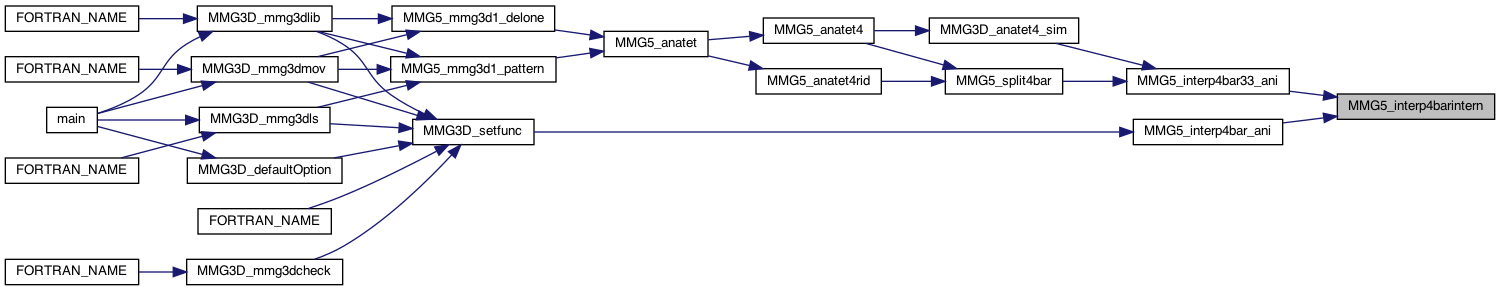 FORTRAN_NAME
MMG3D_mmg3dlib
MMG5_mmg3d1_delone
MMG5_anatet4
MMG3D_anatet4_sim
MMG5_anatet
FORTRAN_NAME
MMG3D_mmg3dmov
MMG5_mmg3d1_pattern
MMG5_anatet4rid
MMG5_split4bar
MMG5_interp4bar33_ani
MMG5_interp4barintern
main
MMG3D_mmg3dls
MMG3D_setfunc
MMG5_interp4bar_ani
FORTRAN_NAME
MMG3D_defaultOption
FORTRAN_NAME
FORTRAN_NAME
MMG3D_mmg3dcheck